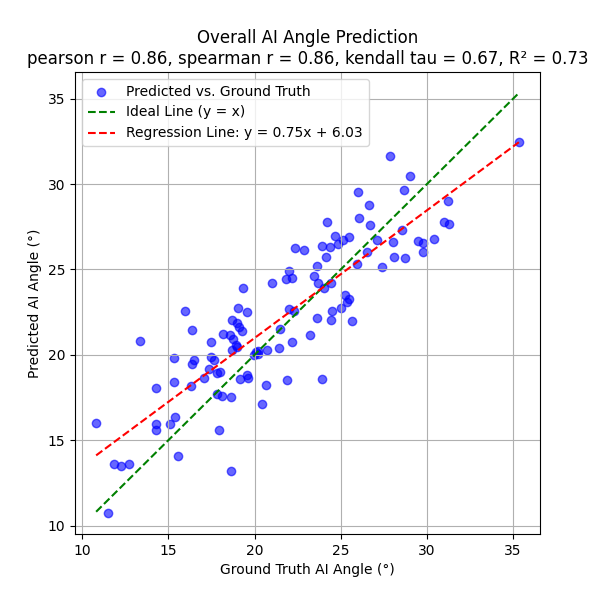 Overall AI Angle Prediction
pearson r = 0.86, spearman r = 0.86, kendall tau = 0.67, R² = 0.73
Predicted vs. Ground Truth
Ideal Line (y = x)
Regression Line: y = 0.75x + 6.03
35
30
25
20
15
10
Predicted AI Angle (°)
10 15 20 25 30 35
Ground Truth AI Angle (°)